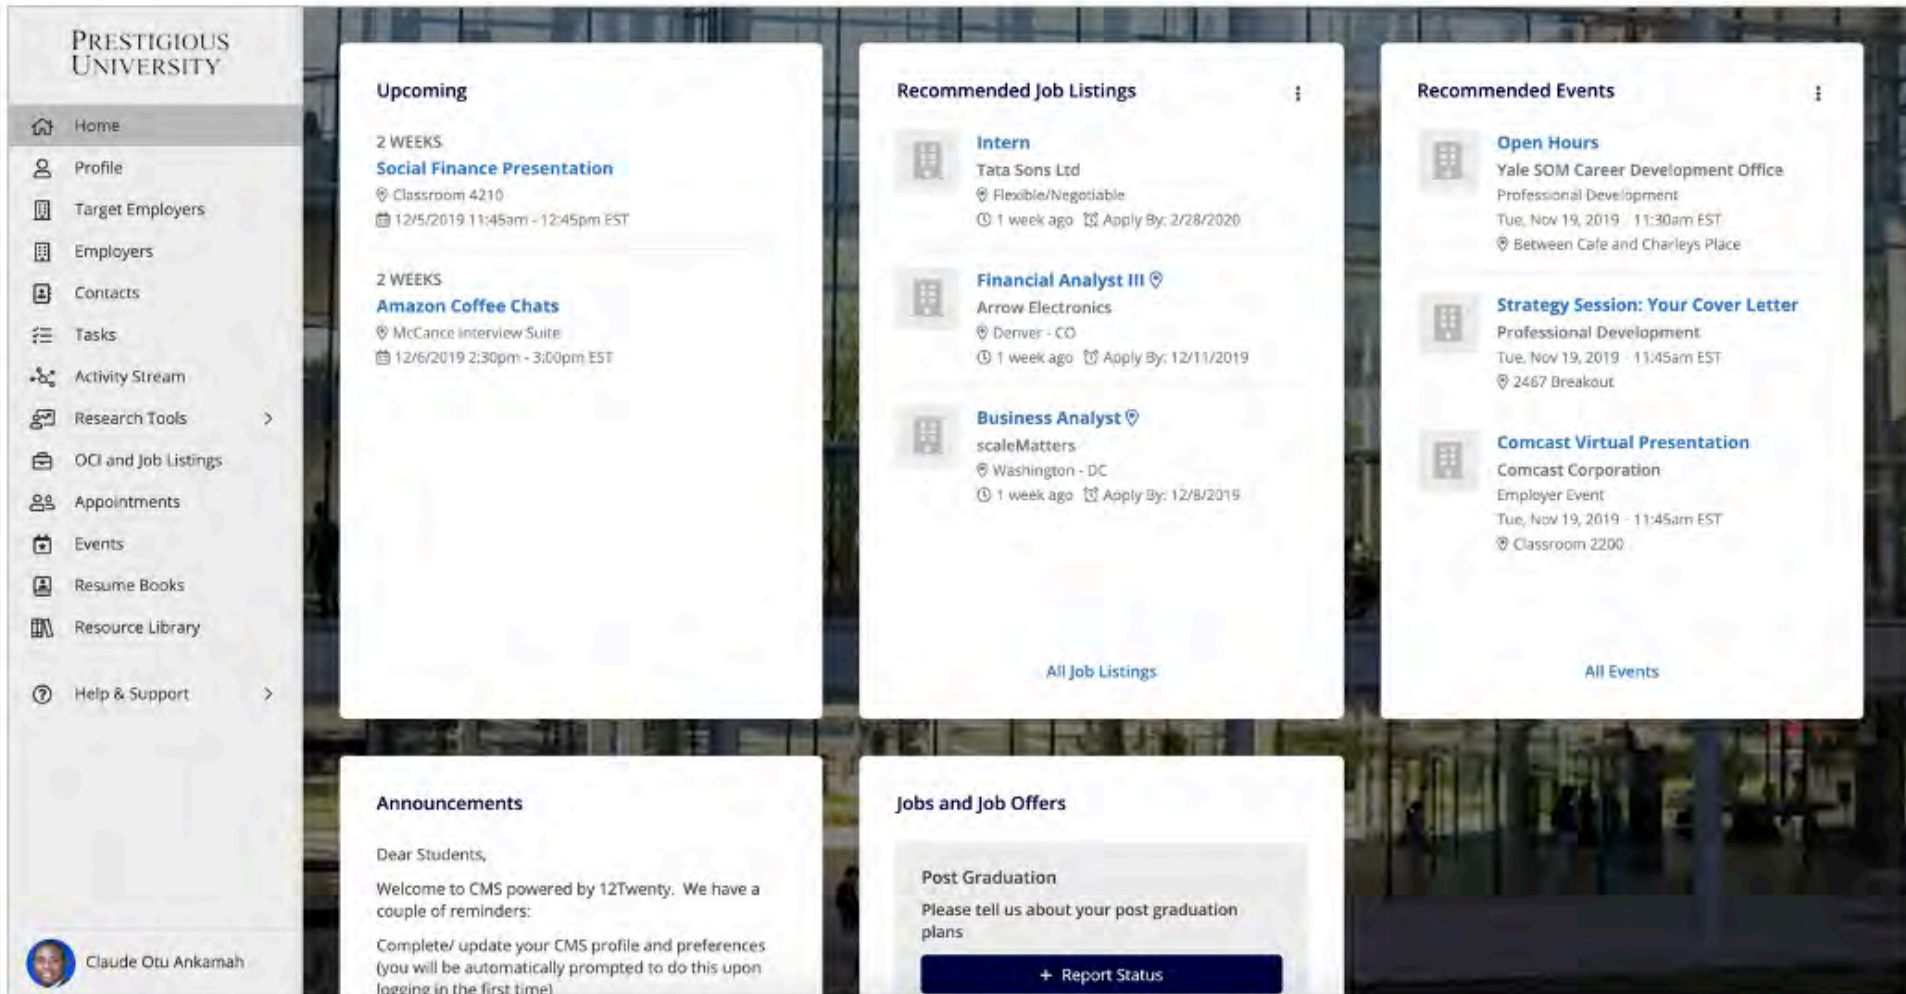 PRESTIGIOUS
UNIVERSITY
Home
Profile
Target Employers
Employers
Contacts
Tasks
Activity Stream
Research Tools
OCI and Job Listings
Appointments
Events
Resume Books
Resource Library
Help & Support
Claude Otu Ankamah
Upcoming
2 WEEKS
Social Finance Presentation
Classroom 4210
12/5/2019 11:45am - 12:45pm EST
2 WEEKS
Amazon Coffee Chats
McCance Interview Suite
12/6/2019 2:30pm - 3:00pm EST
Recommended Job Listings
Intern
Tata Sons Ltd
Flexible/Negotiable
1 week ago Apply By: 2/28/2020
Financial Analyst III
Arrow Electronics
Denver - CO
1 week ago Apply By: 12/11/2019
Business Analyst
scaleMatters
Washington - DC
1 week ago Apply By: 12/8/2019
All Job Listings
Recommended Events
Open Hours
Yale SOM Career Development Office
Professional Development
Tue, Nov 19, 2019 - 11:30am EST
Between Cafe and Charleys Place
Strategy Session: Your Cover Letter
Professional Development
Tue, Nov 19, 2019 - 11:45am EST
2467 Breakout
Comcast Virtual Presentation
Comcast Corporation
Employer Event
Tue, Nov 19, 2019 - 11:45am EST
Classroom 2200
All Events
Announcements
Dear Students,
Welcome to CMS powered by 12Twenty. We have a
couple of reminders:
Complete/ update your CMS profile and preferences
(you will be automatically prompted to do this upon
logging in the first time)
Jobs and Job Offers
Post Graduation
Please tell us about your post graduation
plans
+ Report Status